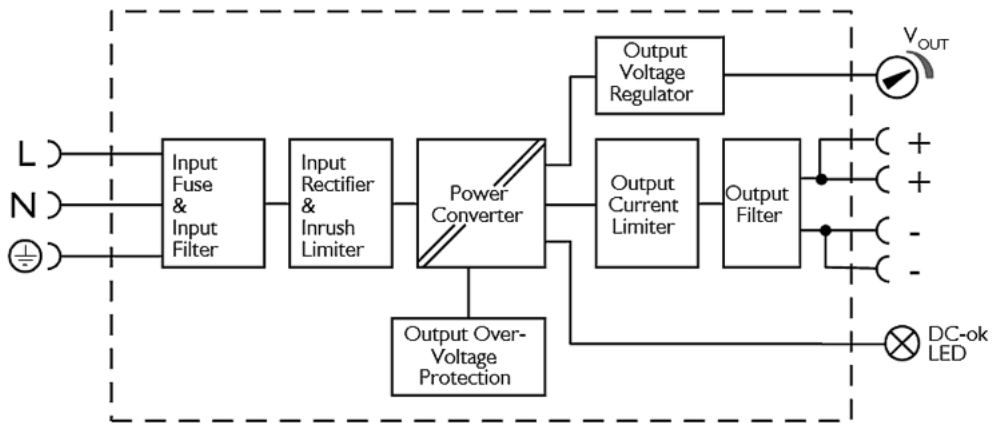 V OUT
Output
Voltage
Regulator
L
N
Input
Fuse
&
Input
Filter
Input
Rectifier
&
Inrush
Limiter
Power
Converter
Output
Current
Limiter
Output
Filter
+
+
-
-
Output Over-
Voltage
Protection
DC-ok
LED